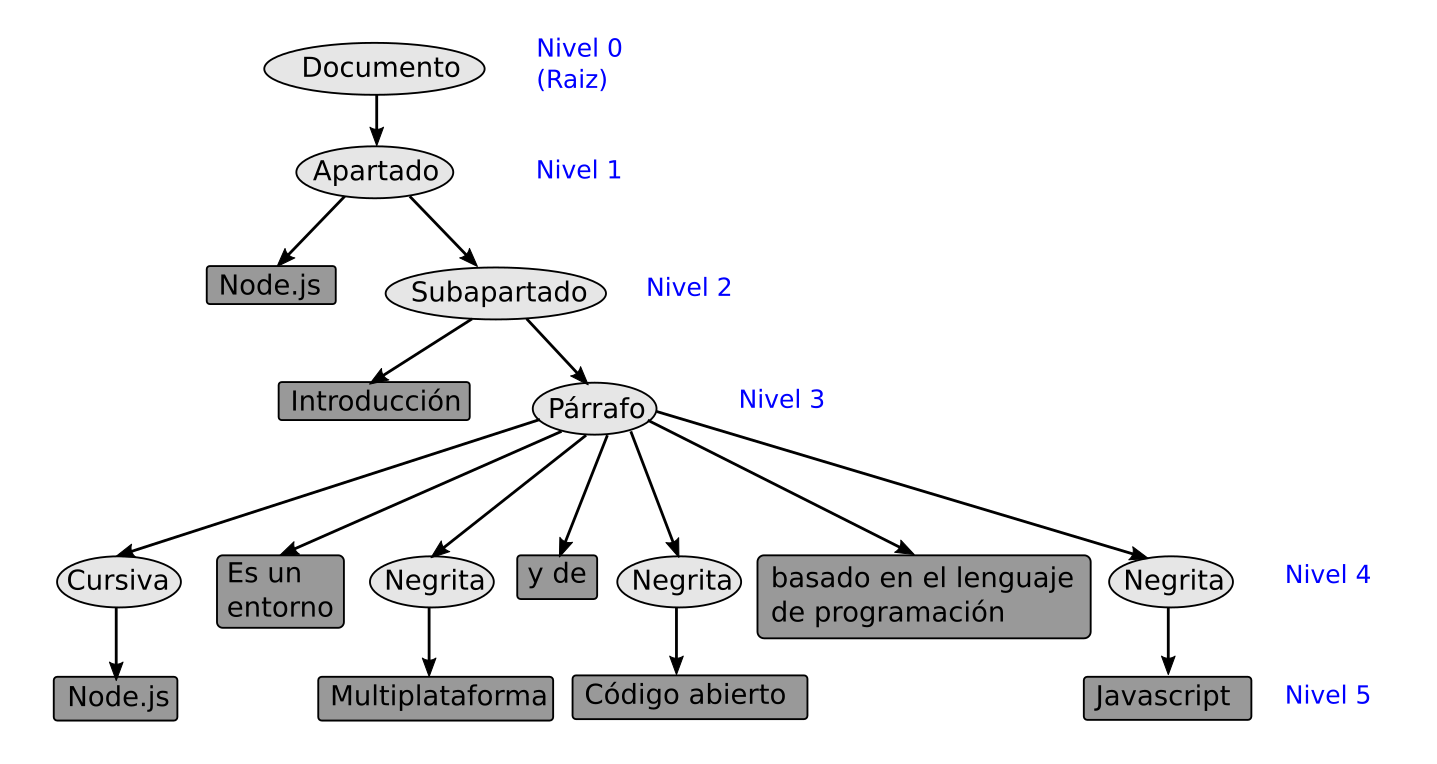 Documento
Nivel 0
(Raiz)
Apartado
Nivel 1
Node.js
Subapartado
Nivel 2
Introducción
Párrafo
Nivel 3
Cursiva
Es un
entorno
Negrita
y de
Negrita
basado en el lenguaje
de programación
Negrita
Nivel 4
Node.js
Multiplataforma
Código abierto
Javascript
Nivel 5